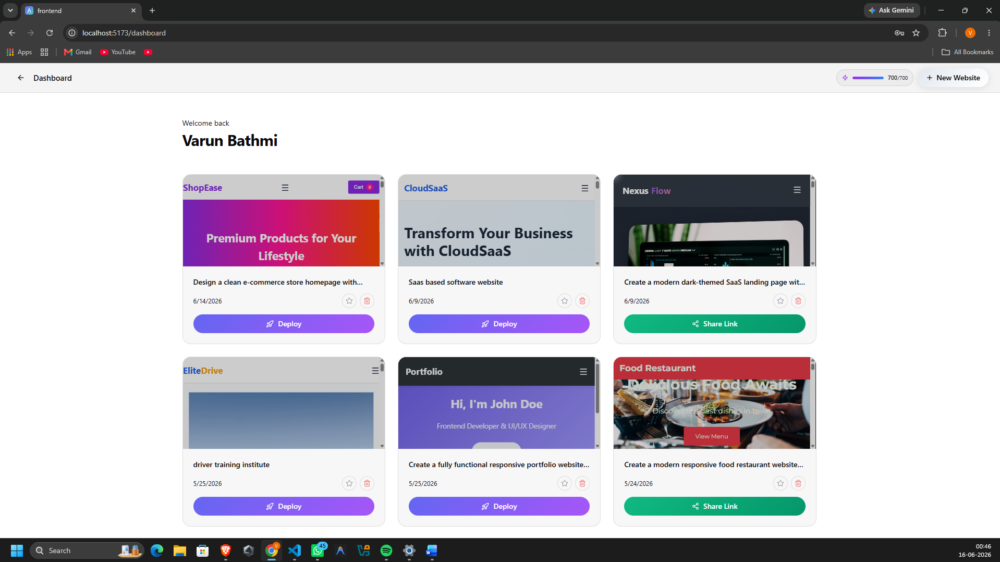 frontend
Ask Gemini
localhost:5173/dashboard
V
Apps
Gmail
YouTube
All Bookmarks
Dashboard
700/700
New Website
Welcome back
Varun Bathmi
ShopEase
Cart 0
Premium Products for Your
Lifestyle
Design a clean e-commerce store homepage with...
6/14/2026
Deploy
CloudSaaS
Transform Your Business
with CloudSaaS
Saas based software website
6/9/2026
Deploy
Nexus Flow
USERS: LAST 7 DAYS USING MEDIAN
Create a modern dark-themed SaaS landing page wit...
6/9/2026
Share Link
EliteDrive
driver training institute
5/25/2026
Deploy
Portfolio
Hi, I'm John Doe
Frontend Developer & UI/UX Designer
Create a fully functional responsive portfolio website...
5/25/2026
Deploy
Food Restaurant
Delicious Food Awaits
Discover the best dishes in town
View Menu
Create a modern responsive food restaurant website...
5/24/2026
Share Link
Search
V
45
00:46
16-06-2026